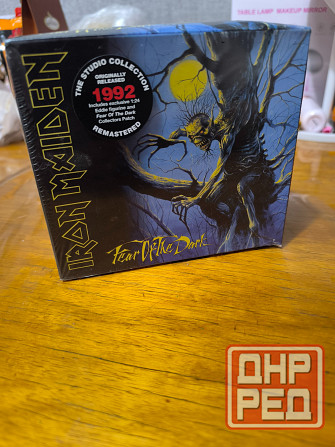 TABLE LAMP MAKEUP MIRROR
IRON MAIDEN
THE STUDIO COLLECTION
ORIGINALLY
RELEASED
1992
Includes exclusive 1:24
Eddie figurine and
Fear Of The Dark
Collectors Patch
REMASTERED
Fear Of The Dark
ДНР
РЕД